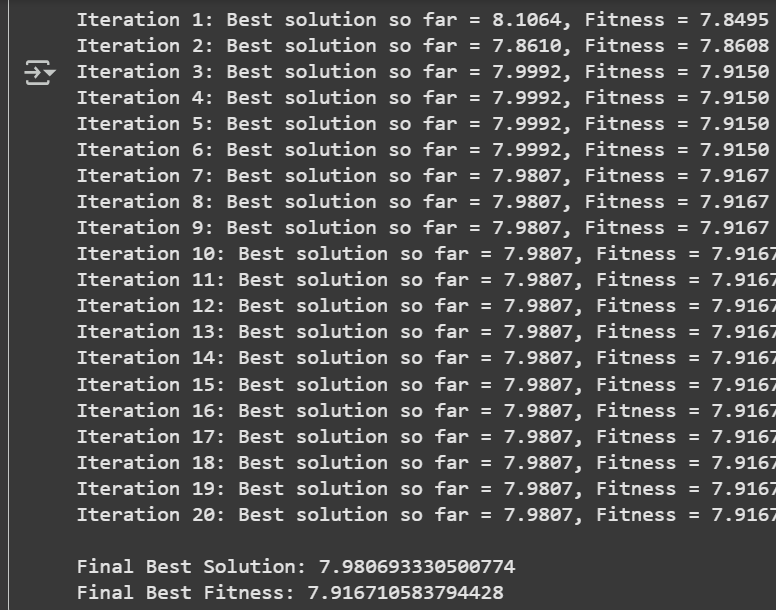 Iteration 1: Best solution so far = 8.1064, Fitness = 7.8495
Iteration 2: Best solution so far = 7.8610, Fitness = 7.8608
Iteration 3: Best solution so far = 7.9992, Fitness = 7.9150
Iteration 4: Best solution so far = 7.9992, Fitness = 7.9150
Iteration 5: Best solution so far = 7.9992, Fitness = 7.9150
Iteration 6: Best solution so far = 7.9992, Fitness = 7.9150
Iteration 7: Best solution so far = 7.9807, Fitness = 7.9167
Iteration 8: Best solution so far = 7.9807, Fitness = 7.9167
Iteration 9: Best solution so far = 7.9807, Fitness = 7.9167
Iteration 10: Best solution so far = 7.9807, Fitness = 7.9167
Iteration 11: Best solution so far = 7.9807, Fitness = 7.9167
Iteration 12: Best solution so far = 7.9807, Fitness = 7.9167
Iteration 13: Best solution so far = 7.9807, Fitness = 7.9167
Iteration 14: Best solution so far = 7.9807, Fitness = 7.9167
Iteration 15: Best solution so far = 7.9807, Fitness = 7.9167
Iteration 16: Best solution so far = 7.9807, Fitness = 7.9167
Iteration 17: Best solution so far = 7.9807, Fitness = 7.9167
Iteration 18: Best solution so far = 7.9807, Fitness = 7.9167
Iteration 19: Best solution so far = 7.9807, Fitness = 7.9167
Iteration 20: Best solution so far = 7.9807, Fitness = 7.9167
Final Best Solution: 7.980693330500774
Final Best Fitness: 7.916710583794428